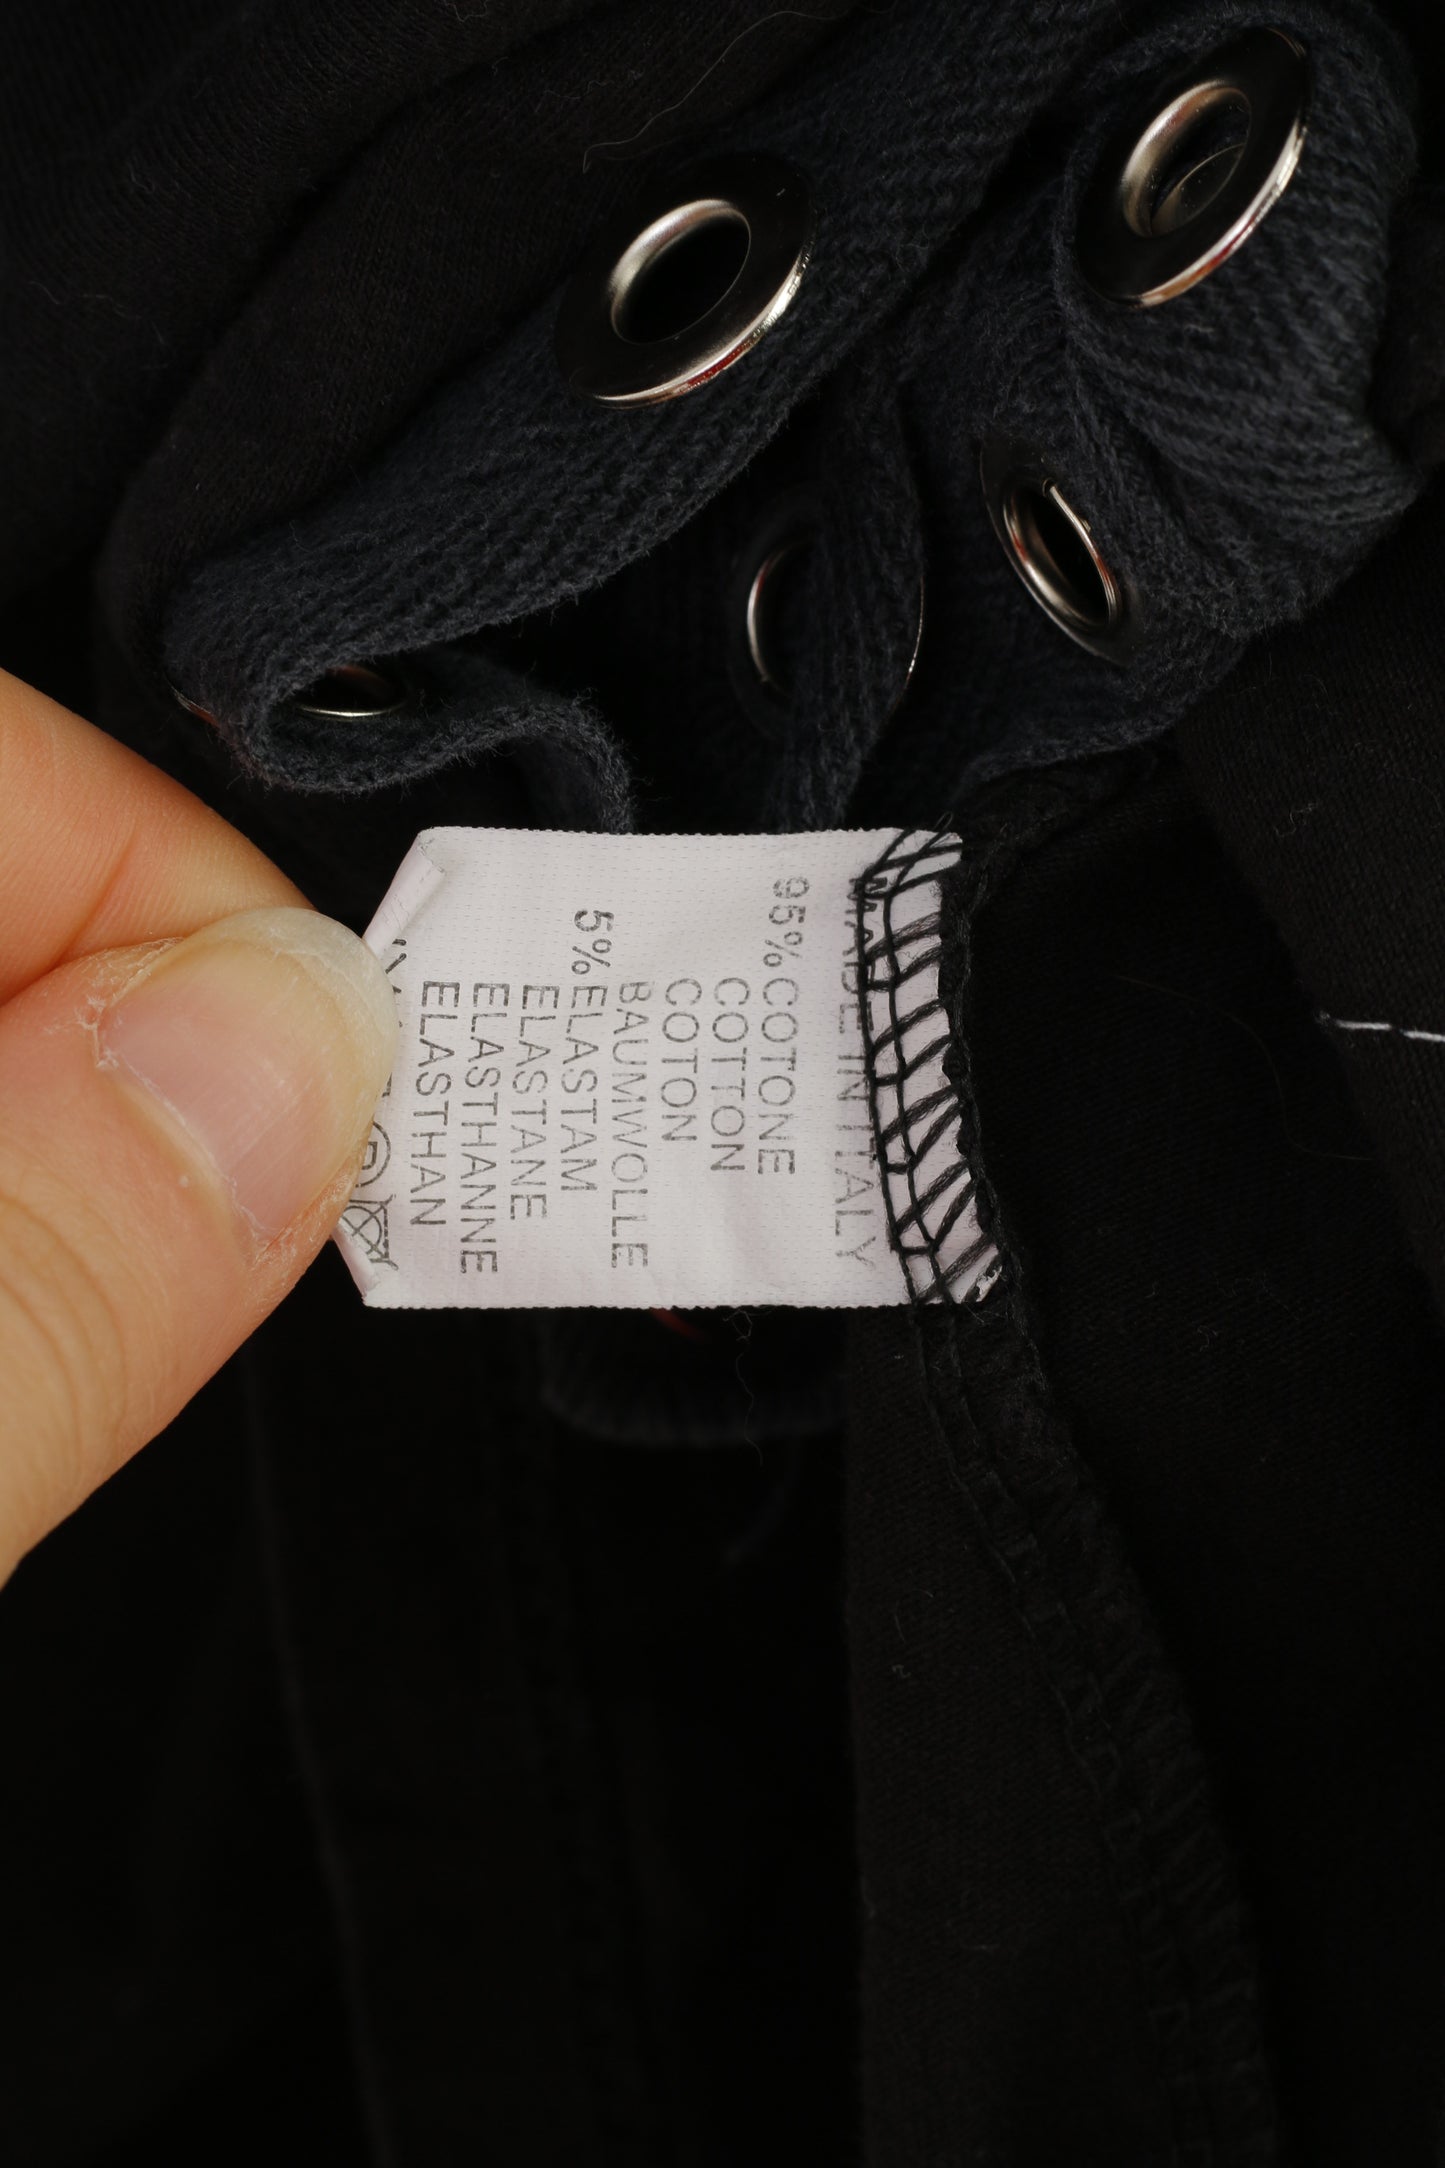 MADE IN ITALY
95% COTONE
COTTON
COTON
BAUMWOLLE
5% ELASTAM
ELASTANE
ELASTHANNE
ELASTHAN